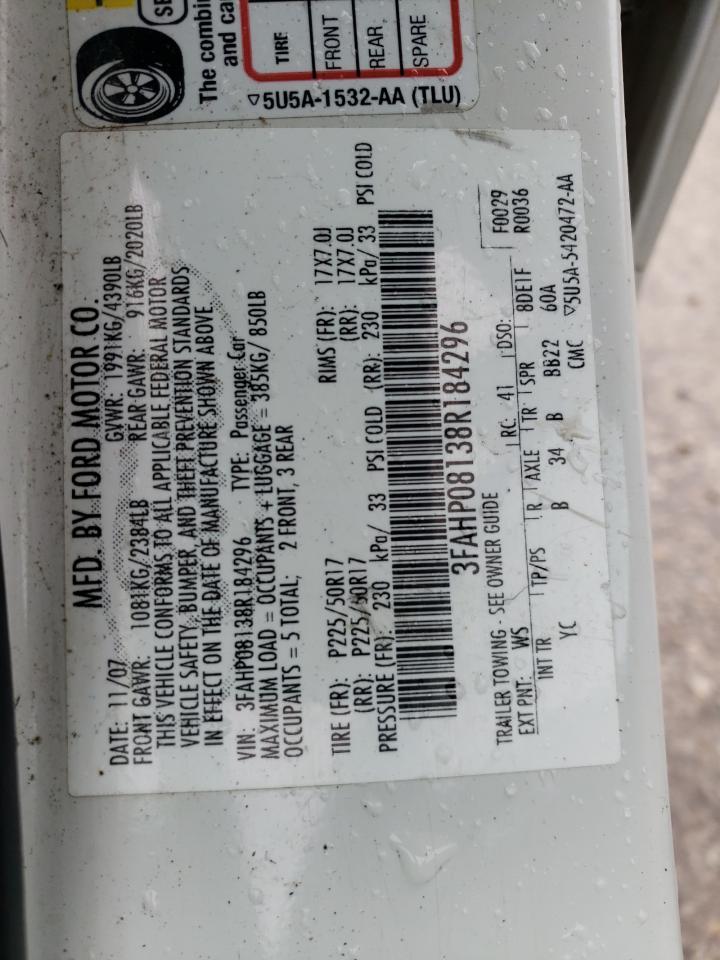 SE
The combin
and ca
TIRE
FRONT
REAR
SPARE
▽5U5A-1532-AA (TLU)
MFD. BY FORD MOTOR CO.
DATE: 11/07 GVWR: 1991KG/4390LB
FRONT GAWR: 1081KG/2384LB REAR GAWR: 916KG/2020LB
THIS VEHICLE CONFORMS TO ALL APPLICABLE FEDERAL MOTOR
VEHICLE SAFETY, BUMPER, AND THEFT PREVENTION STANDARDS
IN EFFECT ON THE DATE OF MANUFACTURE SHOWN ABOVE.
VIN: 3FAHP08138R184296 TYPE: Passenger Car
MAXIMUM LOAD = OCCUPANTS + LUGGAGE = 385KG/ 850LB
OCCUPANTS = 5 TOTAL; 2 FRONT, 3 REAR
TIRE (FR): P225/50R17 RIMS (FR): 17X7.0J
(RR): P225/50R17 (RR): 17X7.0J
PRESSURE (FR): 230 kPa/ 33 PSI COLD (RR): 230 kPa/ 33 PSI COLD
3FAHP08138R184296
TRAILER TOWING - SEE OWNER GUIDE F0029
EXT PNT: WS RC: 41 DSO: R0036
INT TR TP/PS R AXLE TR SPR 8DE1F
YC B 34 B BB22 60A
CMC ▽5U5A-5420472-AA